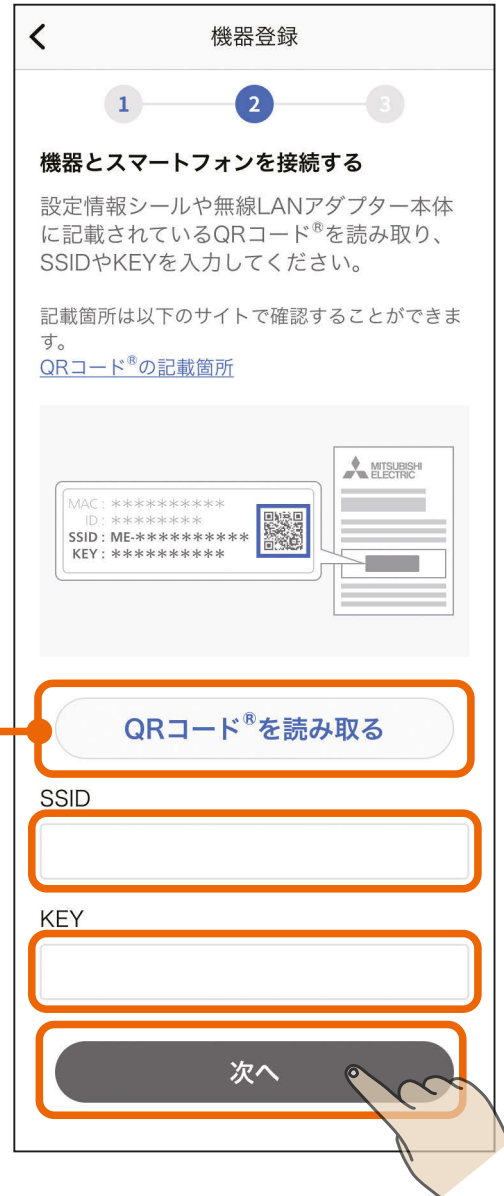 機器登録
1 2 3
機器とスマートフォンを接続する
設定情報シールや無線LANアダプター本体
に記載されているQRコード®を読み取り、
SSIDやKEYを入力してください。
記載箇所は以下のサイトで確認することができま
す。
QRコード®の記載箇所
MITSUBISHI
ELECTRIC
MAC : **********
ID : ********
SSID : ME-**********
KEY : **********
QRコード®を読み取る
SSID
KEY
次へ